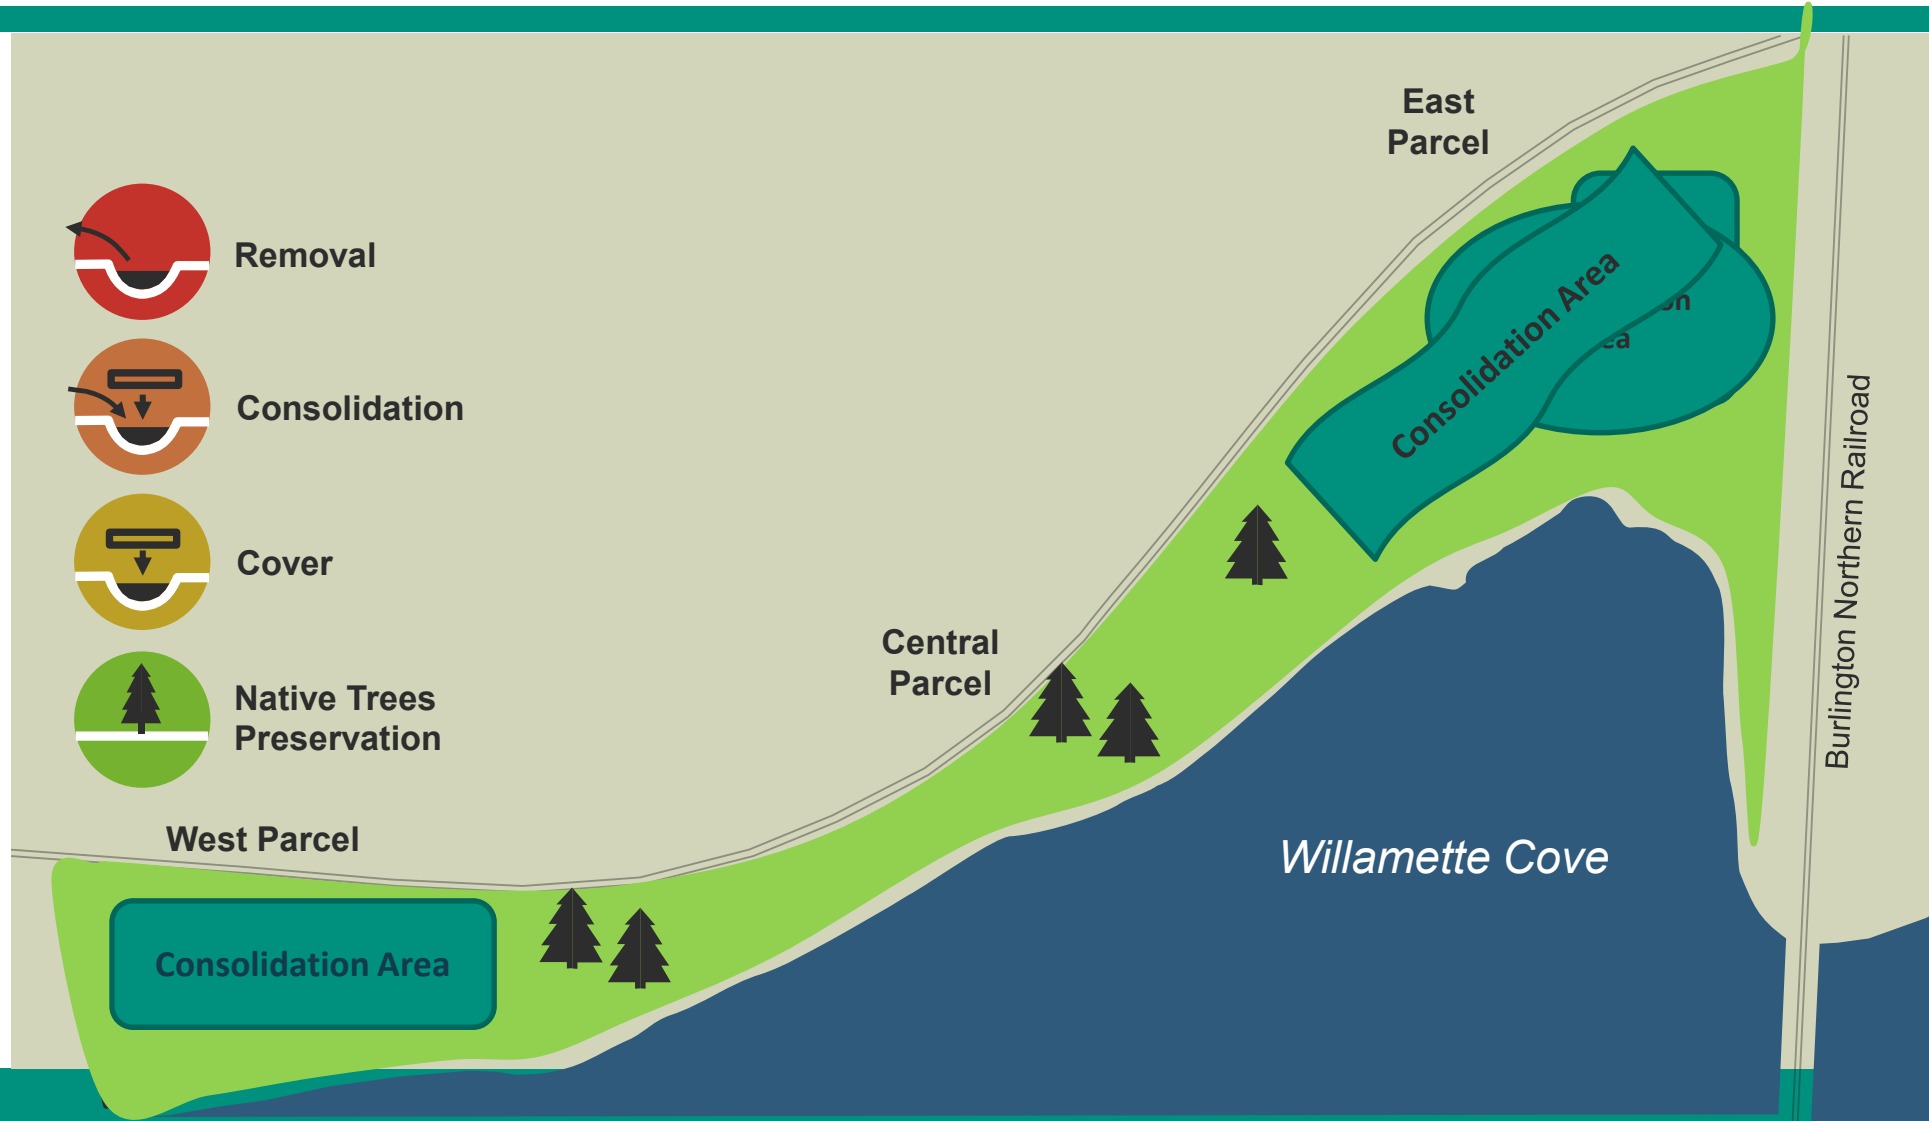 East
Parcel
Removal
Consolidation Area
Consolidation
Cover
Central
Parcel
Native Trees
Preservation
Burlington Northern Railroad
West Parcel
Willamette Cove
Consolidation Area